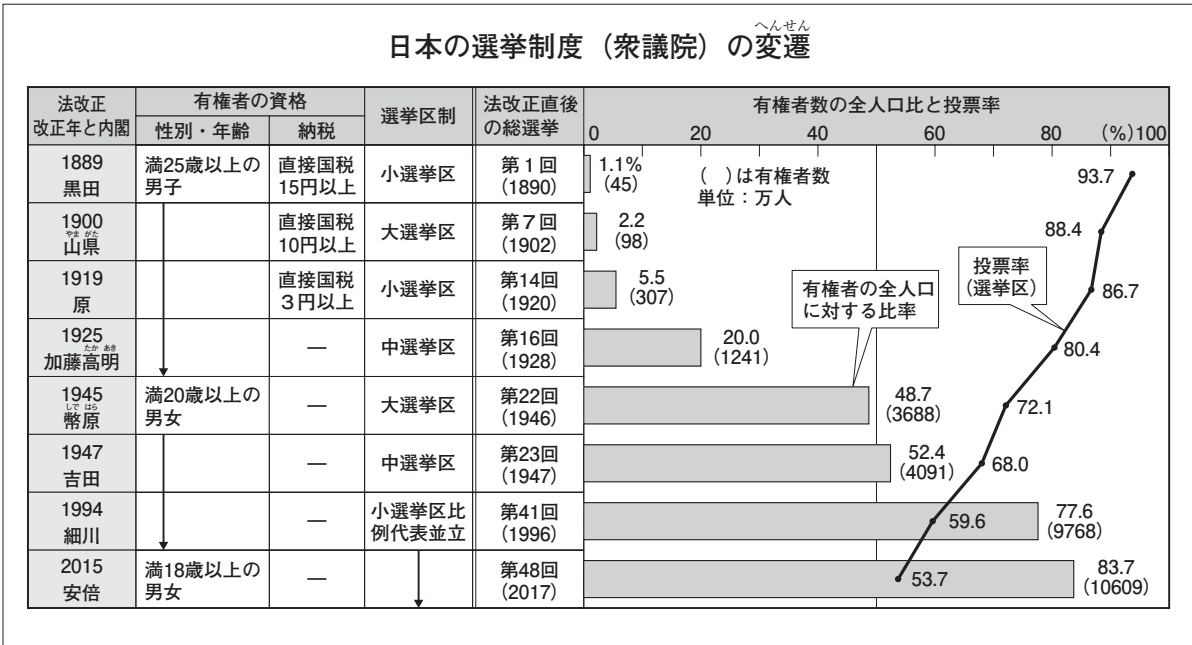 へんせん
日本の選挙制度（衆議院）の変遷
法改正
改正年と内閣
有権者の資格
性別・年齢
納税
選挙区制
法改正直後
の総選挙
有権者数の全人口比と投票率
0 20 40 60 80 (%)100
1889
黒田
満25歳以上の
男子
直接国税
15円以上
小選挙区
第１回
(1890)
1.1%
(45)
(　)は有権者数
単位：万人
93.7
1900
やま がた
山県
直接国税
10円以上
大選挙区
第７回
(1902)
2.2
(98)
88.4
1919
原
直接国税
３円以上
小選挙区
第14回
(1920)
5.5
(307)
有権者の全人口
に対する比率
投票率
(選挙区)
86.7
1925
たか あき
加藤高明
―
中選挙区
第16回
(1928)
20.0
(1241)
80.4
1945
しで はら
幣原
満20歳以上の
男女
―
大選挙区
第22回
(1946)
48.7
(3688)
72.1
1947
吉田
―
中選挙区
第23回
(1947)
52.4
(4091)
68.0
1994
細川
―
小選挙区比
例代表並立
第41回
(1996)
59.6
77.6
(9768)
2015
安倍
満18歳以上の
男女
―
第48回
(2017)
53.7
83.7
(10609)